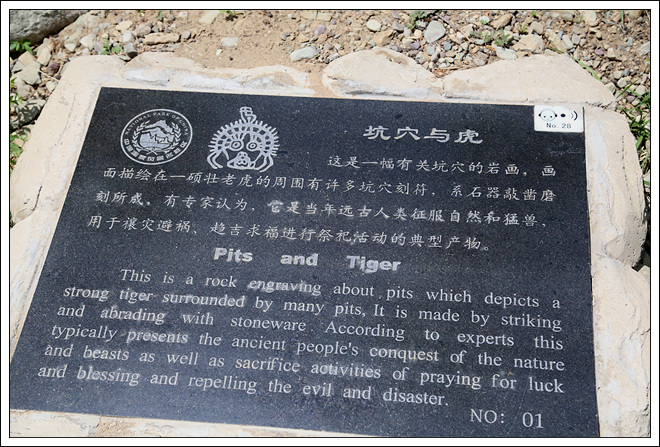 NATIONAL PARK OF CHINA
No.28
坑穴与虎
这是一幅有关坑穴的岩画，画
面描绘在一硕壮老虎的周围有许多坑穴刻符，系石器敲凿磨
刻所成。有专家认为，它是当年远古人类征服自然和猛兽，
用于禳灾避祸、趋吉求福进行祭祀活动的典型产物。
Pits and Tiger
This is a rock engraving about pits which depicts a
strong tiger surrounded by many pits. It is made by striking
and abrading with stoneware. According to experts this
typically presents the ancient people's conquest of the nature
and beasts as well as sacrifice activities of praying for luck
and blessing and repelling the evil and disaster.
NO: 01